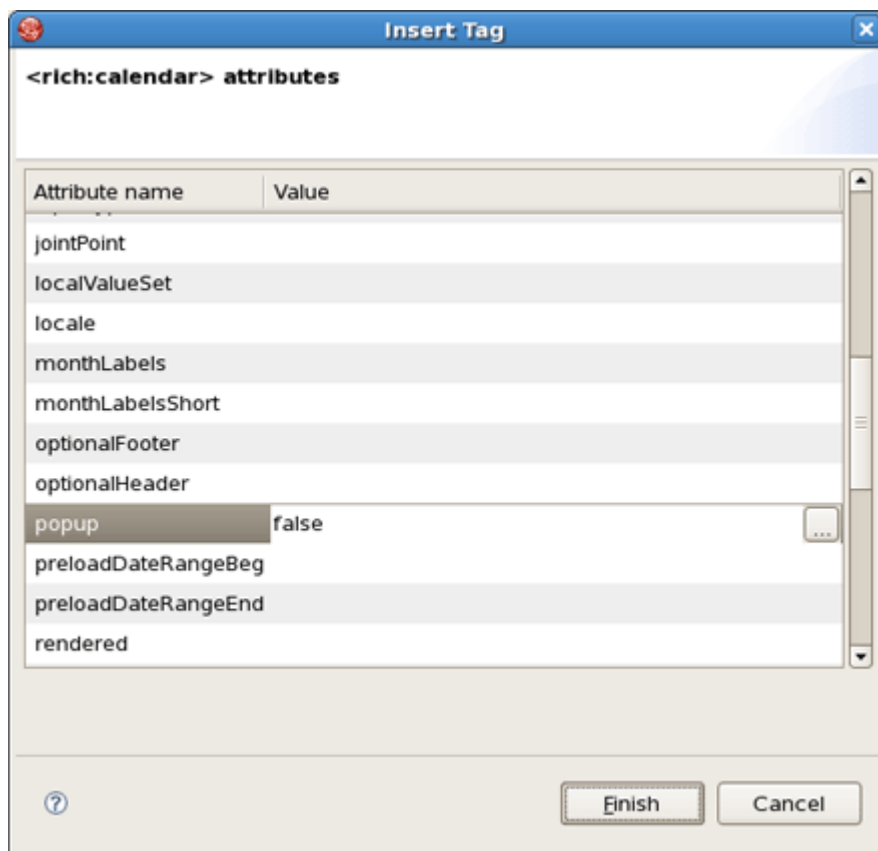 Insert Tag
<rich:calendar> attributes
Attribute name Value
jointPoint
localValueSet
locale
monthLabels
monthLabelsShort
optionalFooter
optionalHeader
popup false ...
preloadDateRangeBeg
preloadDateRangeEnd
rendered
Finish Cancel